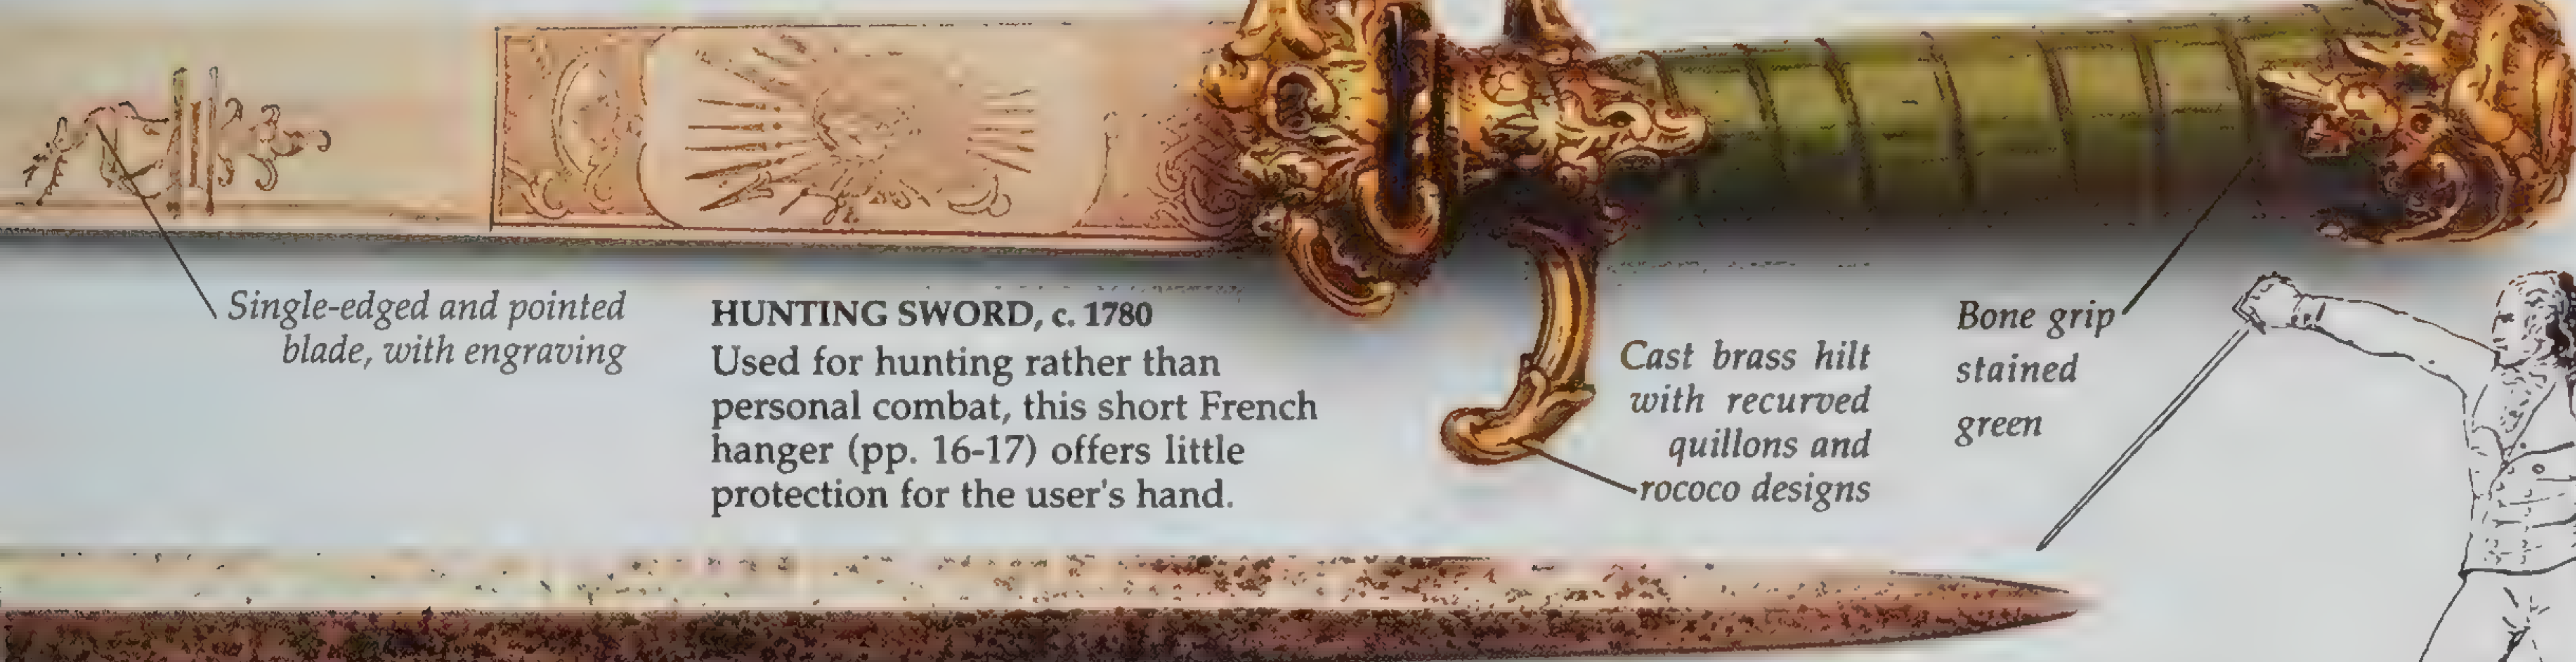 Single-edged and pointed
blade, with engraving
HUNTING SWORD, c. 1780
Used for hunting rather than
personal combat, this short French
hanger (pp. 16-17) offers little
protection for the user's hand.
Cast brass hilt
with recurved
quillons and
rococo designs
Bone grip
stained
green